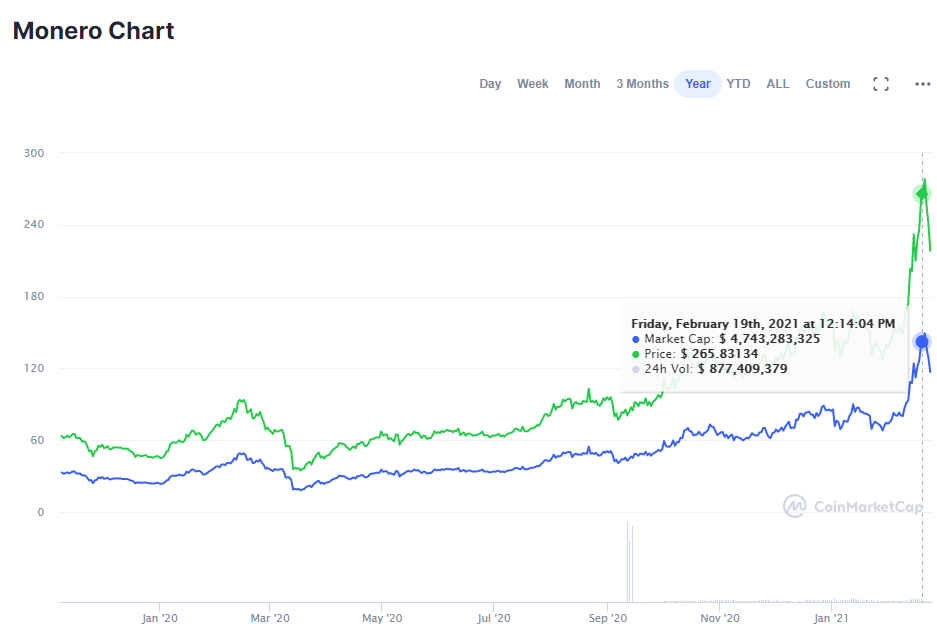 Monero Chart
Day Week Month 3 Months Year YTD ALL Custom
300
240
180
120
60
0
Friday, February 19th, 2021 at 12:14:04 PM
Market Cap: $ 4,743,283,325
Price: $ 265.83134
24h Vol: $ 877,409,379
CoinMarketCap
Jan '20 Mar '20 May '20 Jul '20 Sep '20 Nov '20 Jan '21